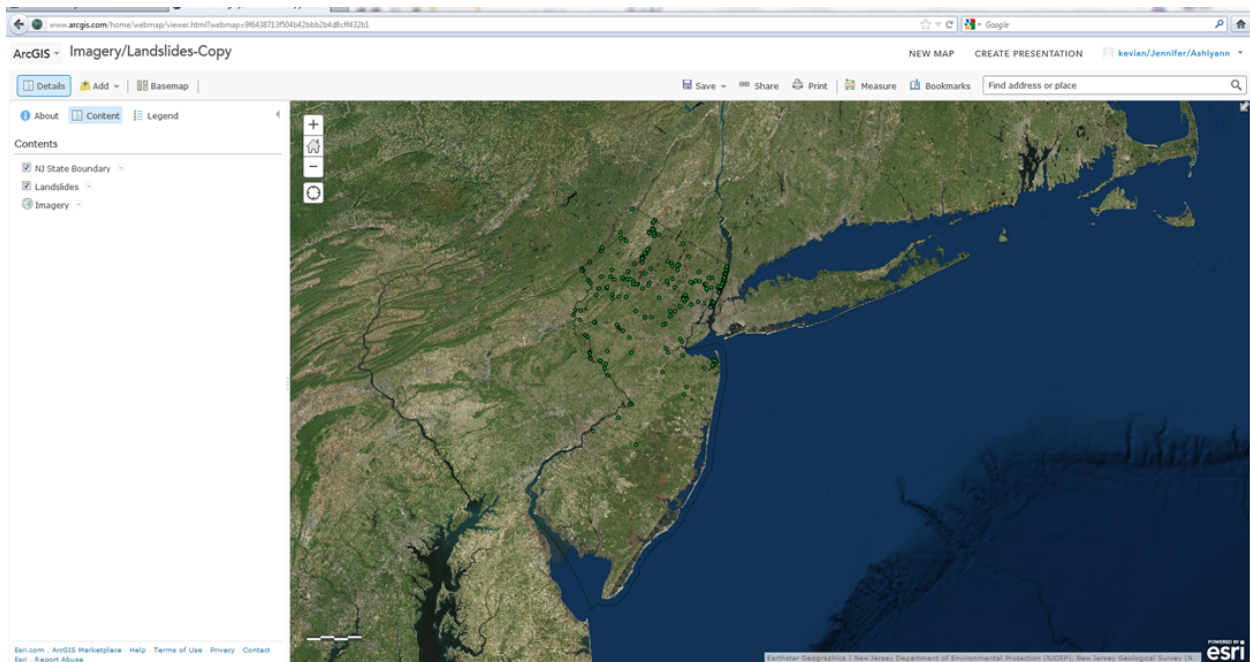 www.arcgis.com/home/webmap/viewer.html?webmap=9f6438713f504b42bbb2b4d8cff432b1
Google
ArcGIS Imagery/Landslides-Copy
NEW MAP CREATE PRESENTATION kevlan/Jennifer/Ashlyann
Details Add Basemap Save Share Print Measure Bookmarks Find address or place
About Content Legend
Contents
NJ State Boundary
Landslides
Imagery
+
−
Esri.com . ArcGIS Marketplace . Help . Terms of Use . Privacy . Contact
Esri . Report Abuse
Earthstar Geographics | New Jersey Department of Environmental Protection (NJDEP), New Jersey Geological Survey (N...
POWERED BY
esri